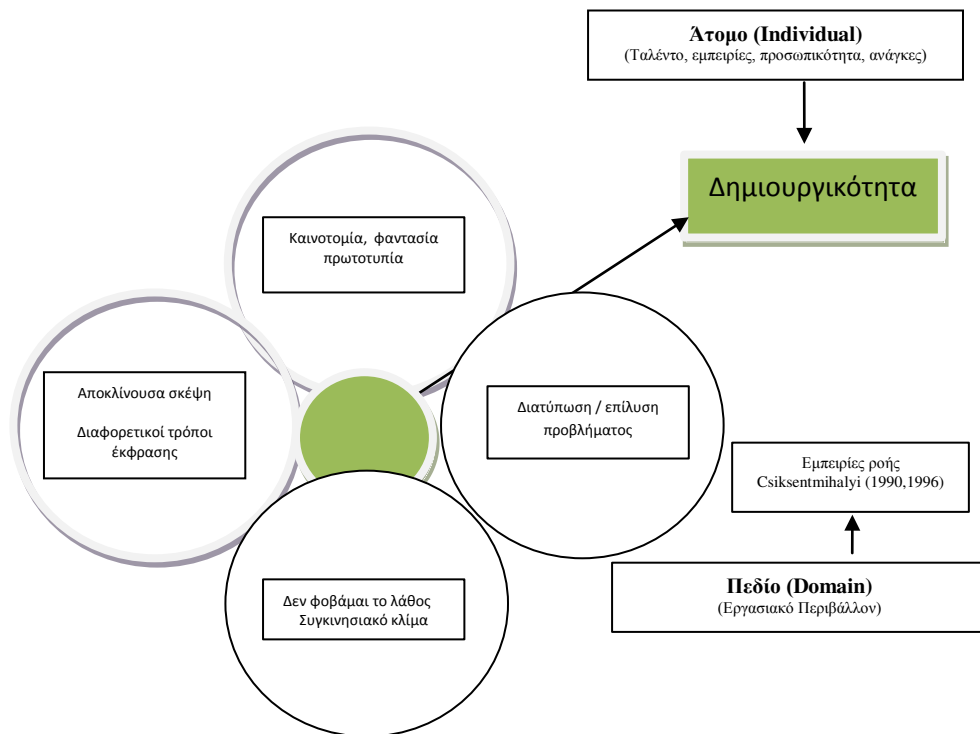 Άτομο (Individual)
(Ταλέντο, εμπειρίες, προσωπικότητα, ανάγκες)
Δημιουργικότητα
Καινοτομία, φαντασία
πρωτοτυπία
Αποκλίνουσα σκέψη
Διαφορετικοί τρόποι
έκφρασης
Διατύπωση / επίλυση
προβλήματος
Εμπειρίες ροής
Csiksentmihalyi (1990,1996)
Πεδίο (Domain)
(Εργασιακό Περιβάλλον)
Δεν φοβάμαι το λάθος
Συγκινησιακό κλίμα